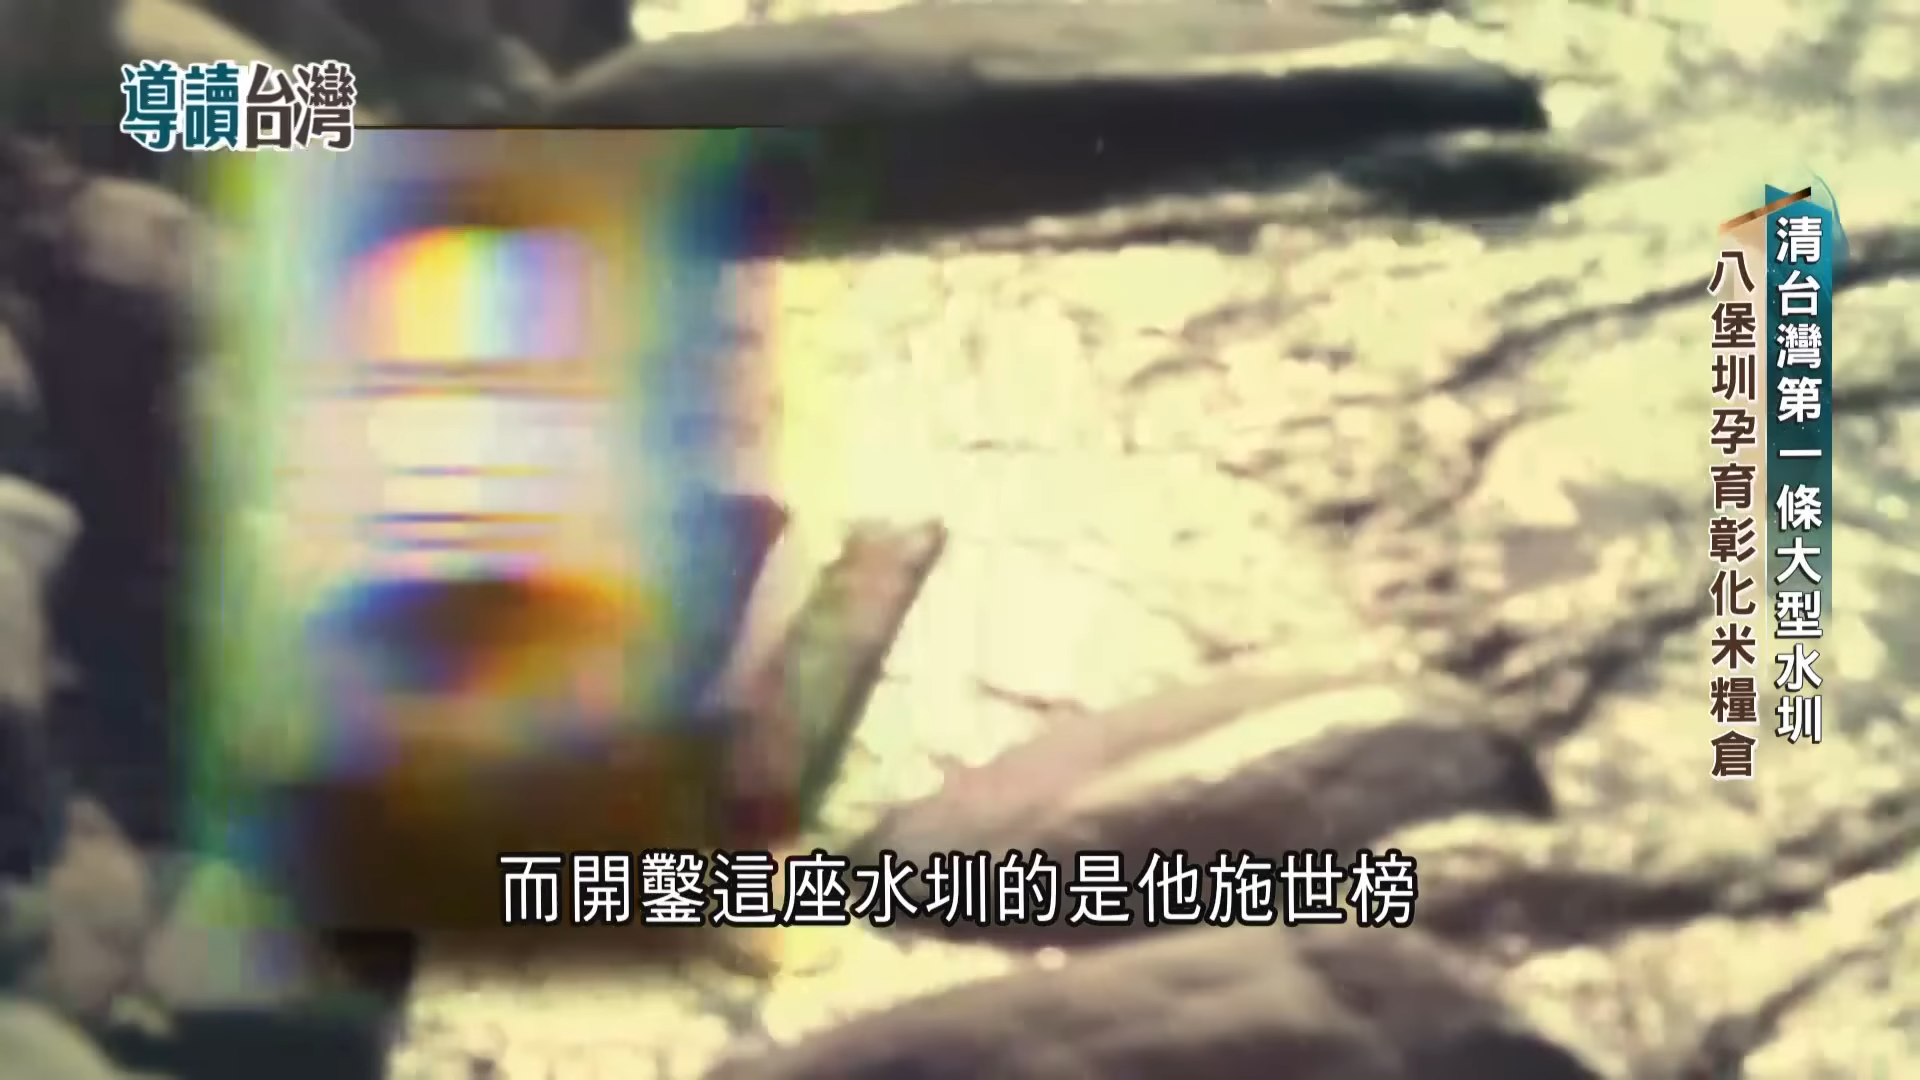 導讀台灣
清台灣第一條大型水圳
八堡圳孕育彰化米糧倉
而開鑿這座水圳的是他施世榜